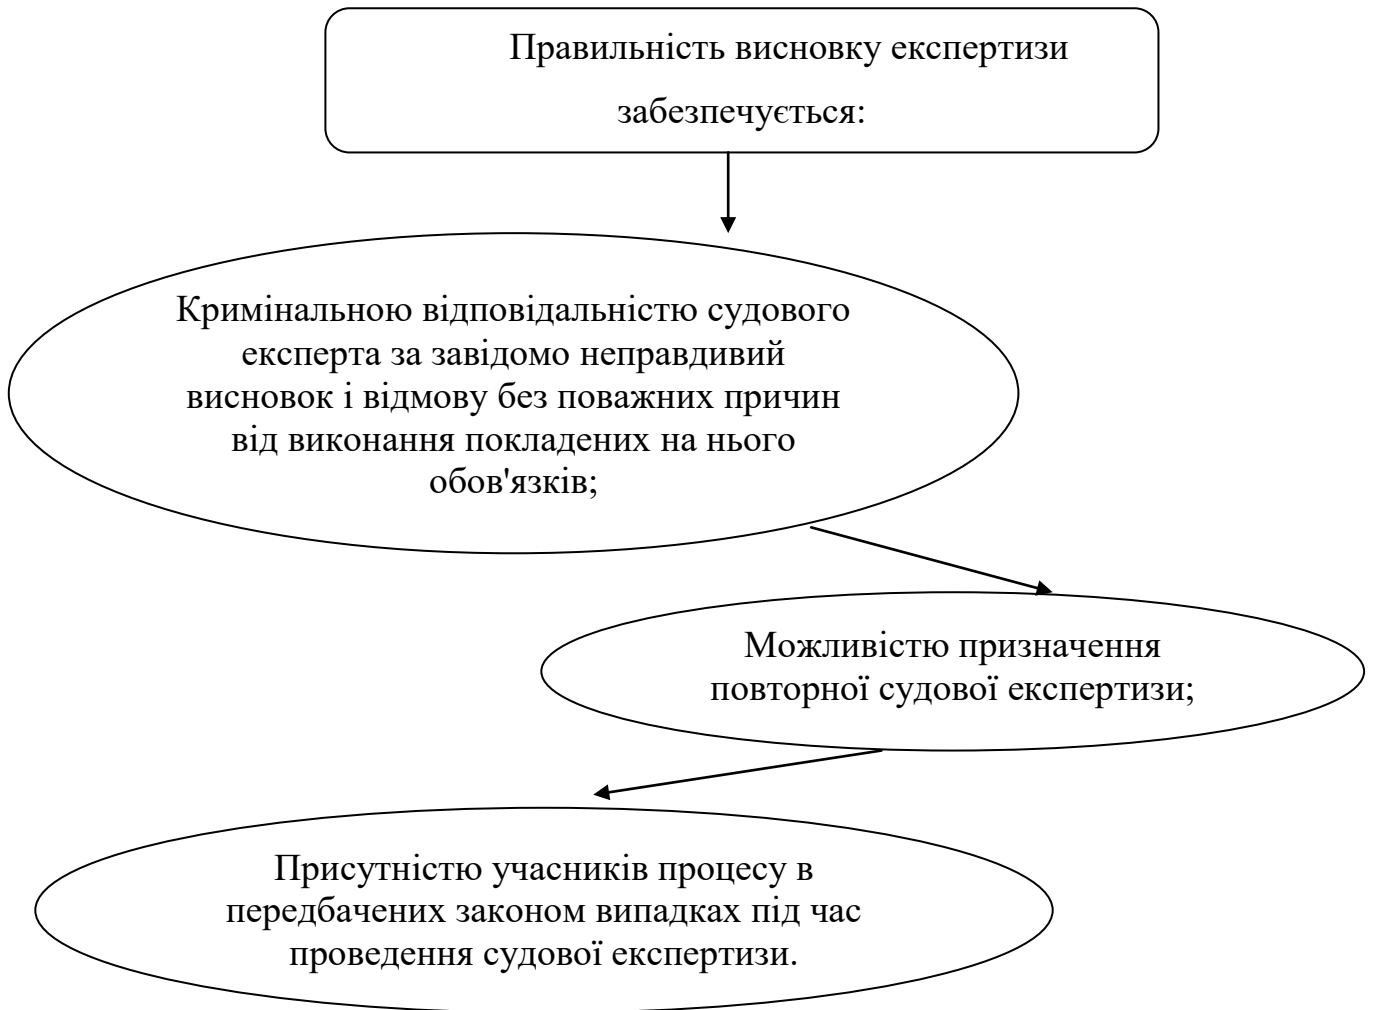 Правильність висновку експертизи
забезпечується:
Кримінальною відповідальністю судового
експерта за завідомо неправдивий
висновок і відмову без поважних причин
від виконання покладених на нього
обов'язків;
Можливістю призначення
повторної судової експертизи;
Присутністю учасників процесу в
передбачених законом випадках під час
проведення судової експертизи.